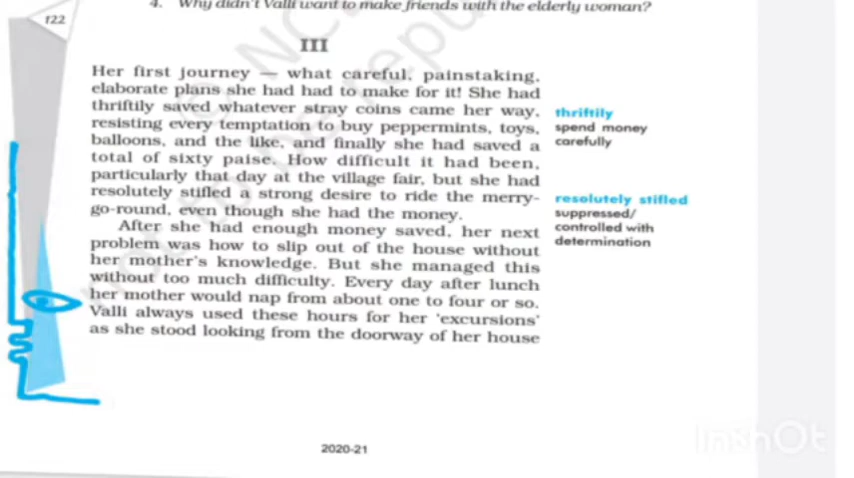 4. Why didn't Valli want to make friends with the elderly woman?
122
III
Her first journey — what careful, painstaking,
elaborate plans she had had to make for it! She had
thriftily saved whatever stray coins came her way,
resisting every temptation to buy peppermints, toys,
balloons, and the like, and finally she had saved a
total of sixty paise. How difficult it had been,
particularly that day at the village fair, but she had
resolutely stifled a strong desire to ride the merry-
go-round, even though she had the money.
After she had enough money saved, her next
problem was how to slip out of the house without
her mother's knowledge. But she managed this
without too much difficulty. Every day after lunch
her mother would nap from about one to four or so.
Valli always used these hours for her 'excursions'
as she stood looking from the doorway of her house
thriftily
spend money
carefully
resolutely stifled
suppressed/
controlled with
determination
2020-21